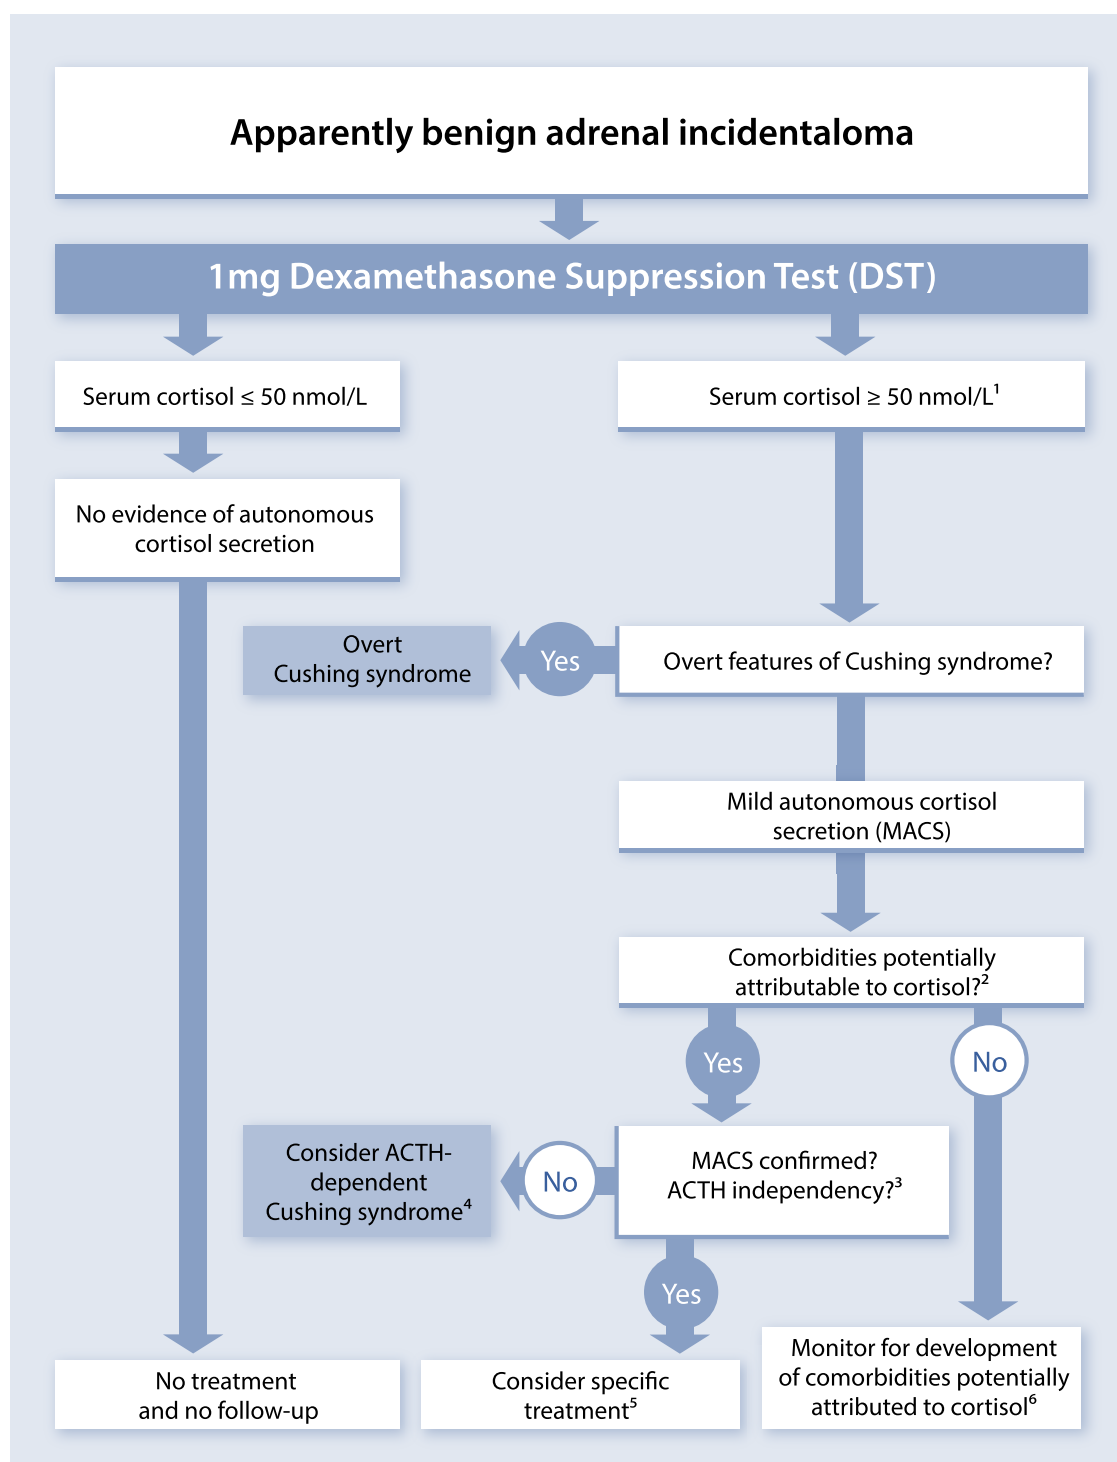 Apparently benign adrenal incidentaloma
1mg Dexamethasone Suppression Test (DST)
Serum cortisol ≤ 50 nmol/L
Serum cortisol ≥ 50 nmol/L¹
No evidence of autonomous
cortisol secretion
Overt
Cushing syndrome
Yes
Overt features of Cushing syndrome?
Mild autonomous cortisol
secretion (MACS)
Comorbidities potentially
attributable to cortisol?²
Yes
No
Consider ACTH-
dependent
Cushing syndrome⁴
No
MACS confirmed?
ACTH independency?³
Yes
No treatment
and no follow-up
Consider specific
treatment⁵
Monitor for development
of comorbidities potentially
attributed to cortisol⁶